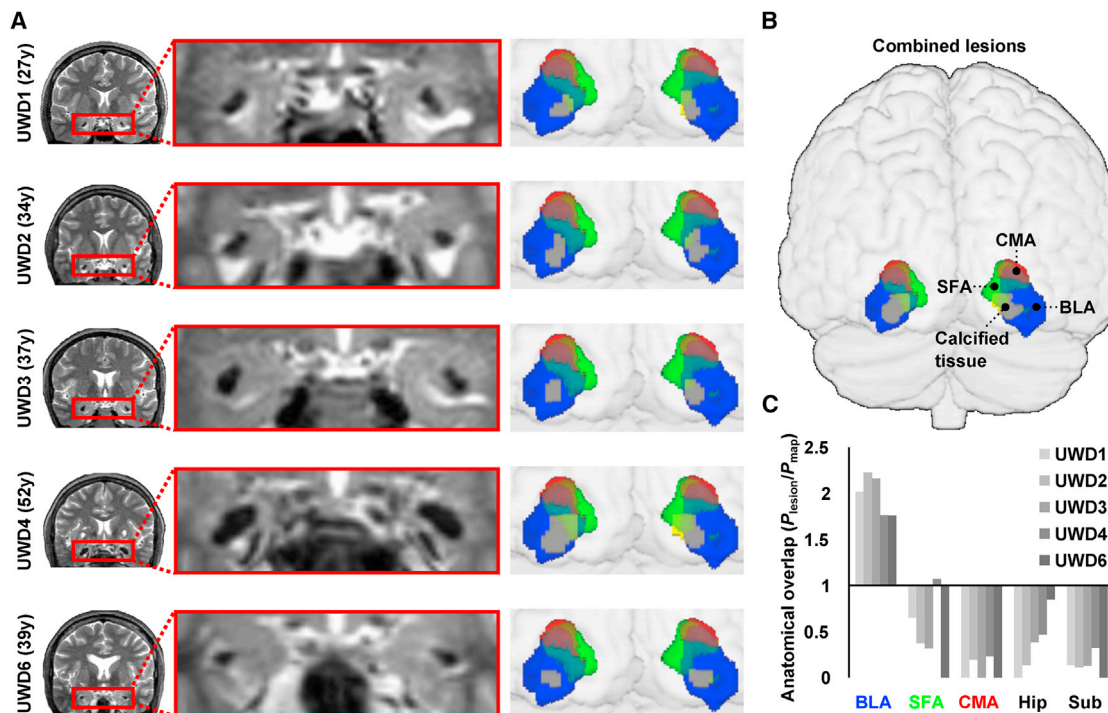 A
UWD1 (27y)
UWD2 (34y)
UWD3 (37y)
UWD4 (52y)
UWD6 (39y)
B
Combined lesions
CMA
SFA
BLA
Calcified
tissue
C
Anatomical overlap (Plesion/Pmap)
2.5
2
1.5
1
0.5
0
UWD1
UWD2
UWD3
UWD4
UWD6
BLA SFA CMA Hip Sub